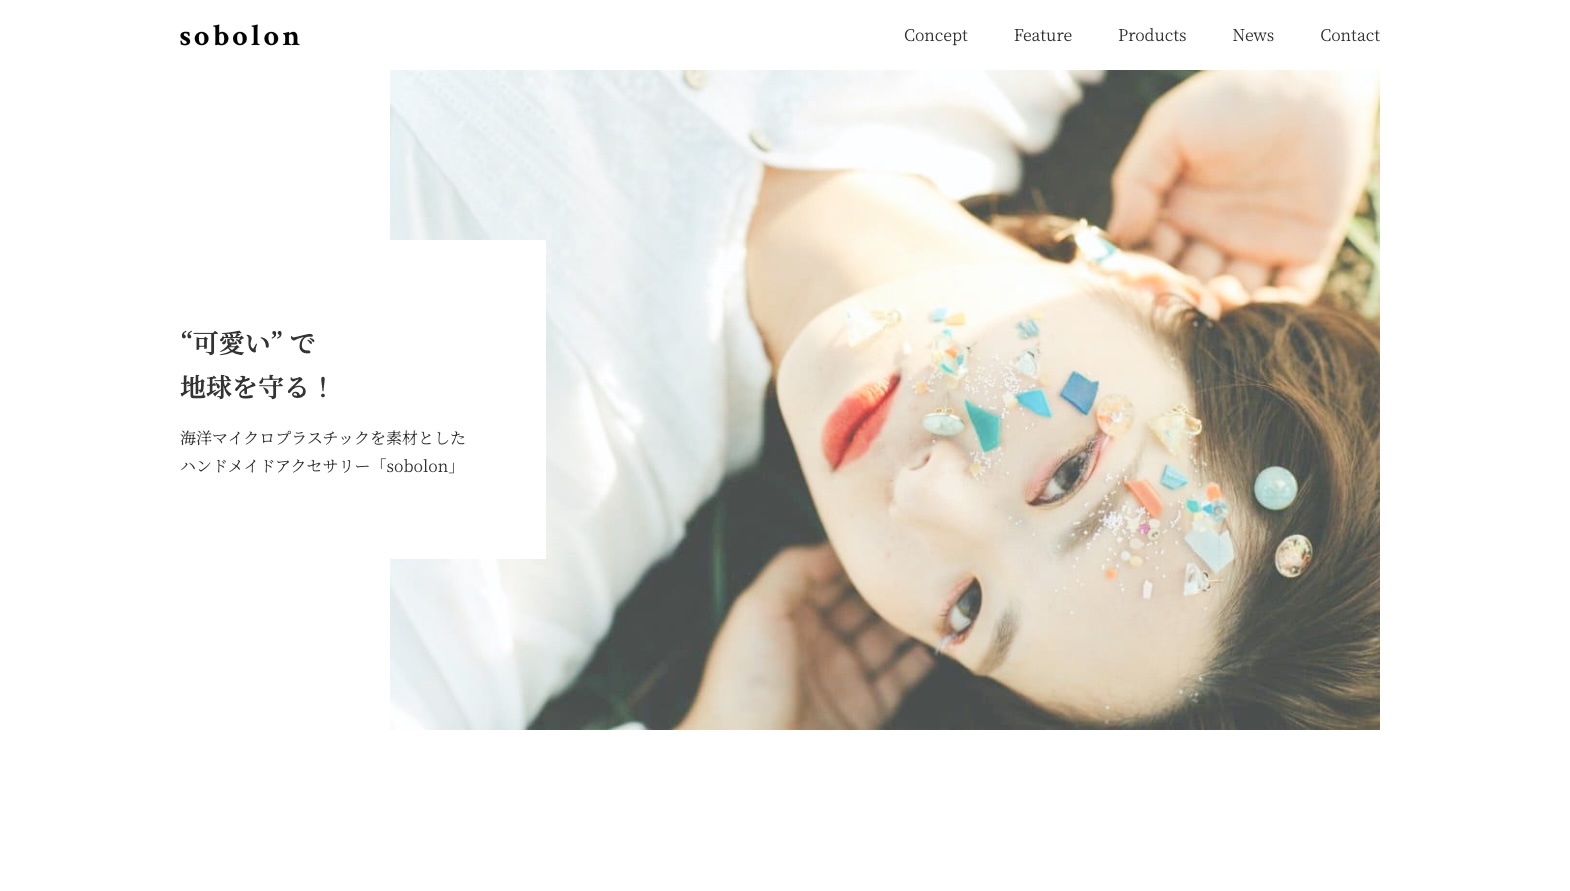 sobolon
Concept
Feature
Products
News
Contact
“可愛い” で
地球を守る！
海洋マイクロプラスチックを素材とした
ハンドメイドアクセサリー「sobolon」